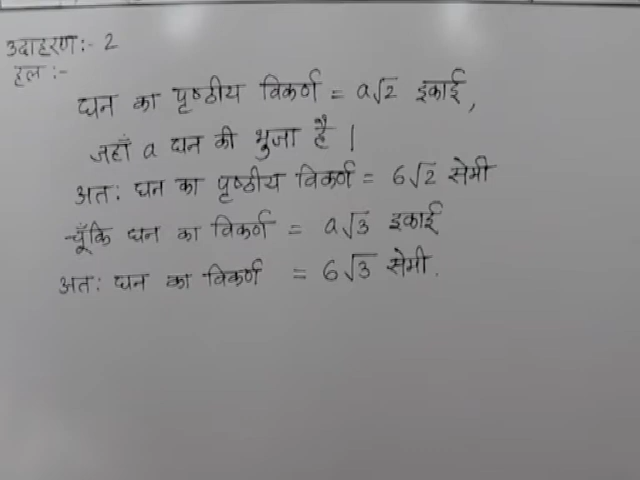 उदाहरण:- 2
हल :-
घन का पृष्ठीय विकर्ण = a√2 इकाई,
जहाँ a घन की भुजा है |
अतः घन का पृष्ठीय विकर्ण = 6√2 सेमी
चूँकि घन का विकर्ण = a√3 इकाई
अतः घन का विकर्ण = 6√3 सेमी.